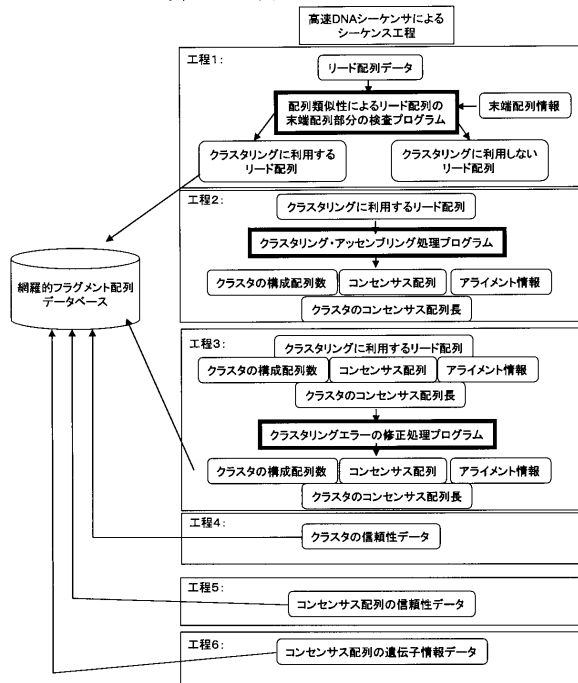 高速DNAシーケンサによる
シーケンス工程
工程1:
リード配列データ
配列類似性によるリード配列の
末端配列部分の検査プログラム
末端配列情報
クラスタリングに利用する
リード配列
クラスタリングに利用しない
リード配列
工程2:
クラスタリングに利用するリード配列
クラスタリング・アッセンブリング処理プログラム
クラスタの構成配列数
コンセンサス配列
アライメント情報
クラスタのコンセンサス配列長
網羅的フラグメント配列
データベース
工程3:
クラスタリングに利用するリード配列
クラスタの構成配列数
コンセンサス配列
アライメント情報
クラスタのコンセンサス配列長
クラスタリングエラーの修正処理プログラム
クラスタの構成配列数
コンセンサス配列
アライメント情報
クラスタのコンセンサス配列長
工程4:
クラスタの信頼性データ
工程5:
コンセンサス配列の信頼性データ
工程6:
コンセンサス配列の遺伝子情報データ